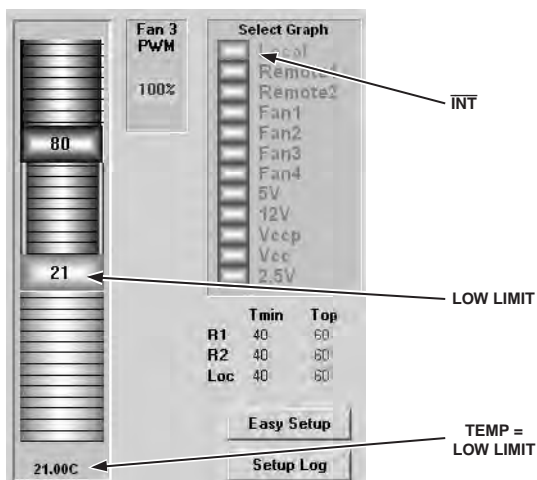 Fan 3
PWM
100%
Select Graph
Local
Remote1
Remote2
Fan1
Fan2
Fan3
Fan4
5V
12V
Vccp
Vcc
2.5V
80
21
21.00C
Tmin Top
R1 40 60
R2 40 60
Loc 40 60
Easy Setup
Setup Log
INT
LOW LIMIT
TEMP =
LOW LIMIT